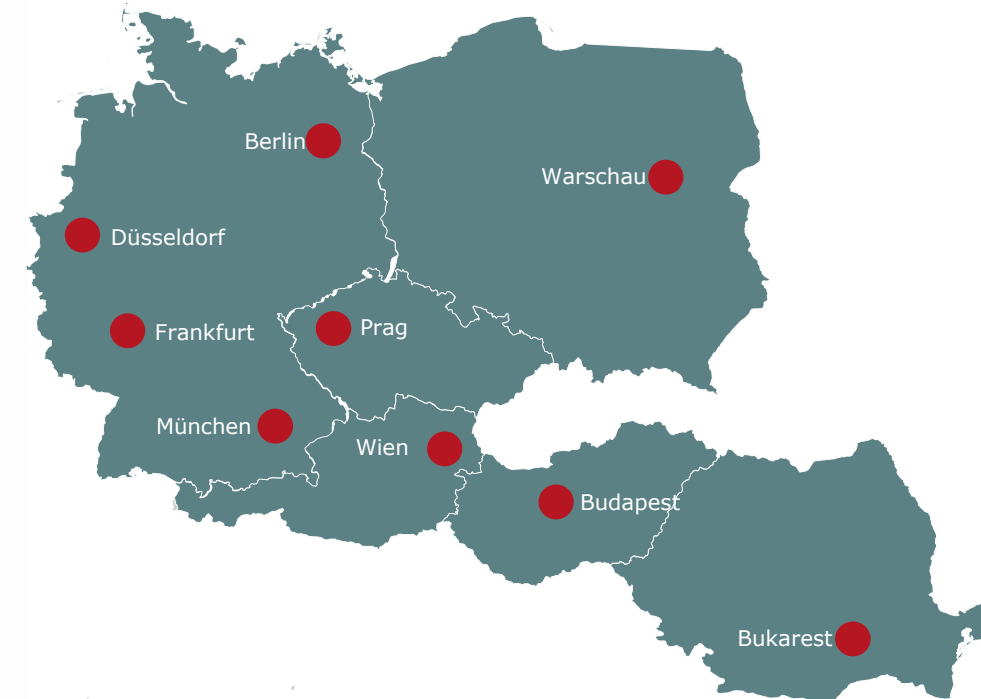 Berlin
Warschau
Düsseldorf
Frankfurt
Prag
München
Wien
Budapest
Bukarest